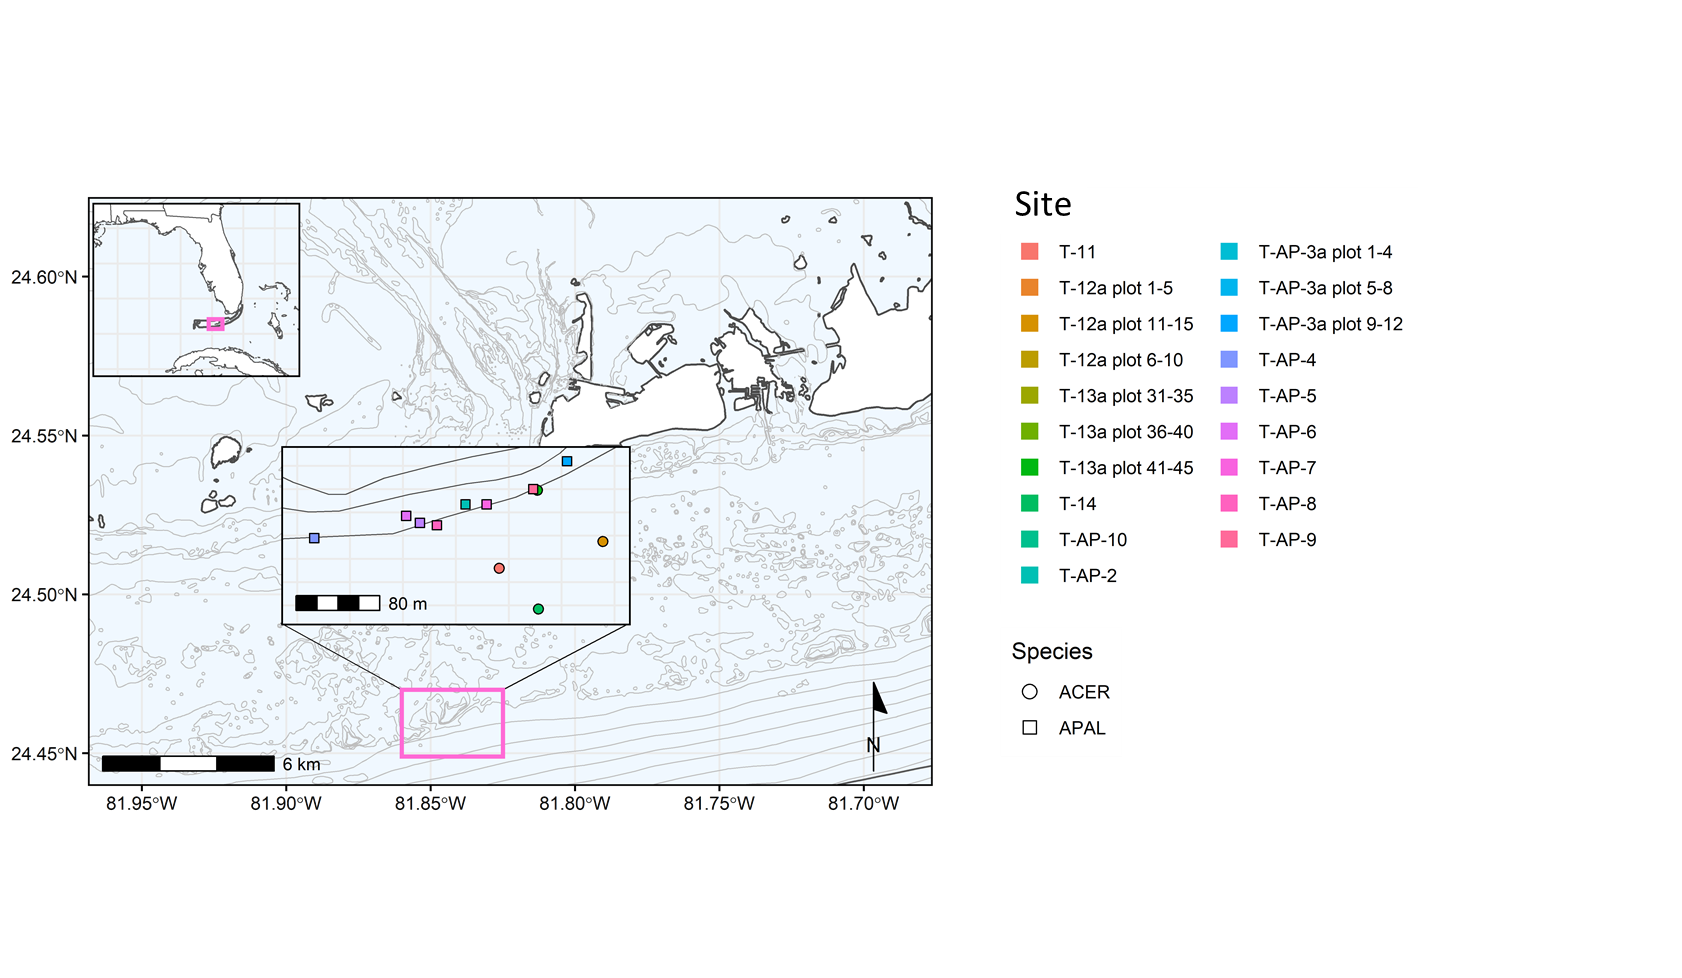 Site
T-11
T-12a plot 1-5
T-12a plot 11-15
T-12a plot 6-10
T-13a plot 31-35
T-13a plot 36-40
T-13a plot 41-45
T-14
T-AP-10
T-AP-2
T-AP-3a plot 1-4
T-AP-3a plot 5-8
T-AP-3a plot 9-12
T-AP-4
T-AP-5
T-AP-6
T-AP-7
T-AP-8
T-AP-9
Species
ACER
APAL
24.60°N
24.55°N
24.50°N
24.45°N
80 m
6 km
N
81.95°W
81.90°W
81.85°W
81.80°W
81.75°W
81.70°W